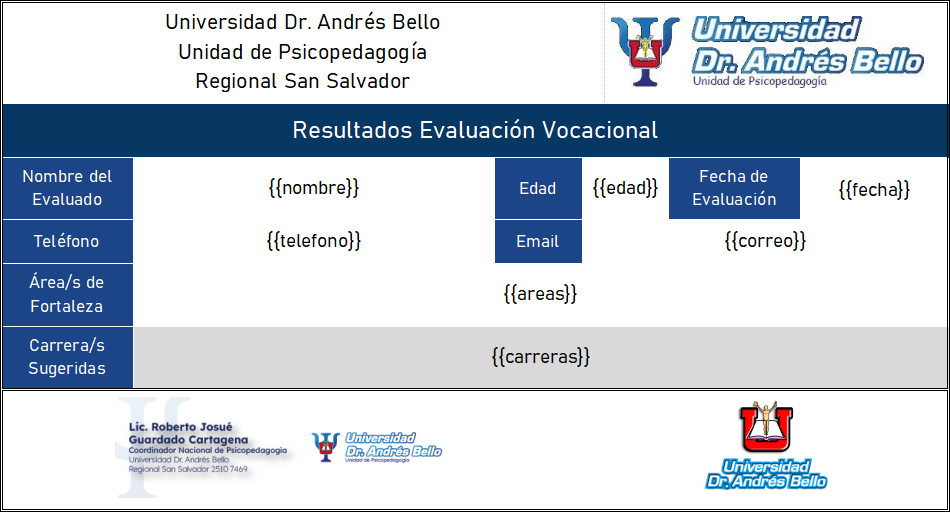 Universidad Dr. Andrés Bello
Unidad de Psicopedagogía
Regional San Salvador
Universidad
Dr. Andrés Bello
Unidad de Psicopedagogía
Resultados Evaluación Vocacional
Nombre del
Evaluado
{{nombre}}
Edad
{{edad}}
Fecha de
Evaluación
{{fecha}}
Teléfono
{{telefono}}
Email
{{correo}}
Área/s de
Fortaleza
{{areas}}
Carrera/s
Sugeridas
{{carreras}}
Lic. Roberto Josué
Guardado Cartagena
Coordinador Nacional de Psicopedagogía
Universidad Dr. Andrés Bello
Regional San Salvador 2510 7469
Universidad
Dr. Andrés Bello
Unidad de Psicopedagogía
Universidad
Dr. Andrés Bello